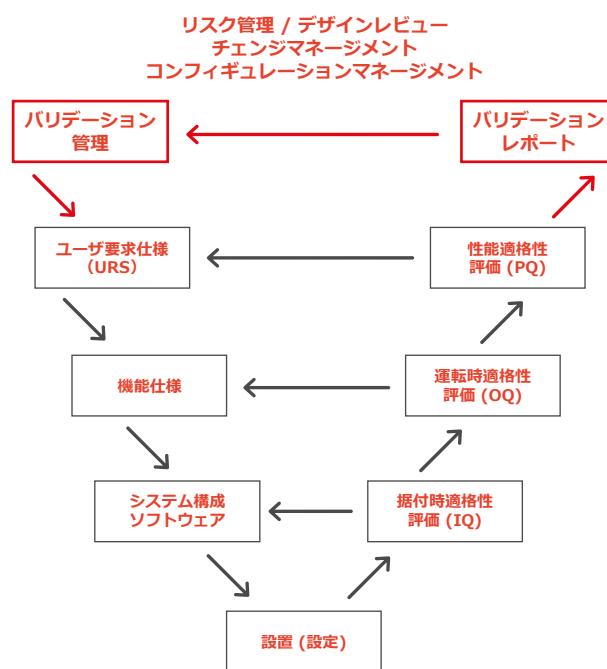 リスク管理 / デザインレビュー
チェンジマネージメント
コンフィギュレーションマネージメント
バリデーション
管理
バリデーション
レポート
ユーザ要求仕様
（URS）
性能適格性
評価 (PQ)
機能仕様
運転時適格性
評価 (OQ)
システム構成
ソフトウェア
据付時適格性
評価 (IQ)
設置 (設定)